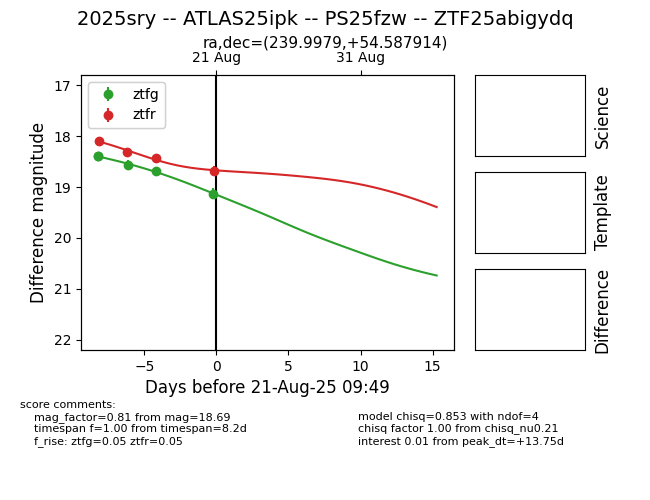 2025sry -- ATLAS25ipk -- PS25fzw -- ZTF25abigydq
ra,dec=(239.9979,+54.587914)
21 Aug
31 Aug
ztfg
ztfr
17
18
19
20
21
22
Difference magnitude
−5
0
5
10
15
Days before 21-Aug-25 09:49
Science
Template
Difference
score comments:
mag_factor=0.81 from mag=18.69
timespan f=1.00 from timespan=8.2d
f_rise: ztfg=0.05 ztfr=0.05
model chisq=0.853 with ndof=4
chisq factor 1.00 from chisq_nu0.21
interest 0.01 from peak_dt=+13.75d